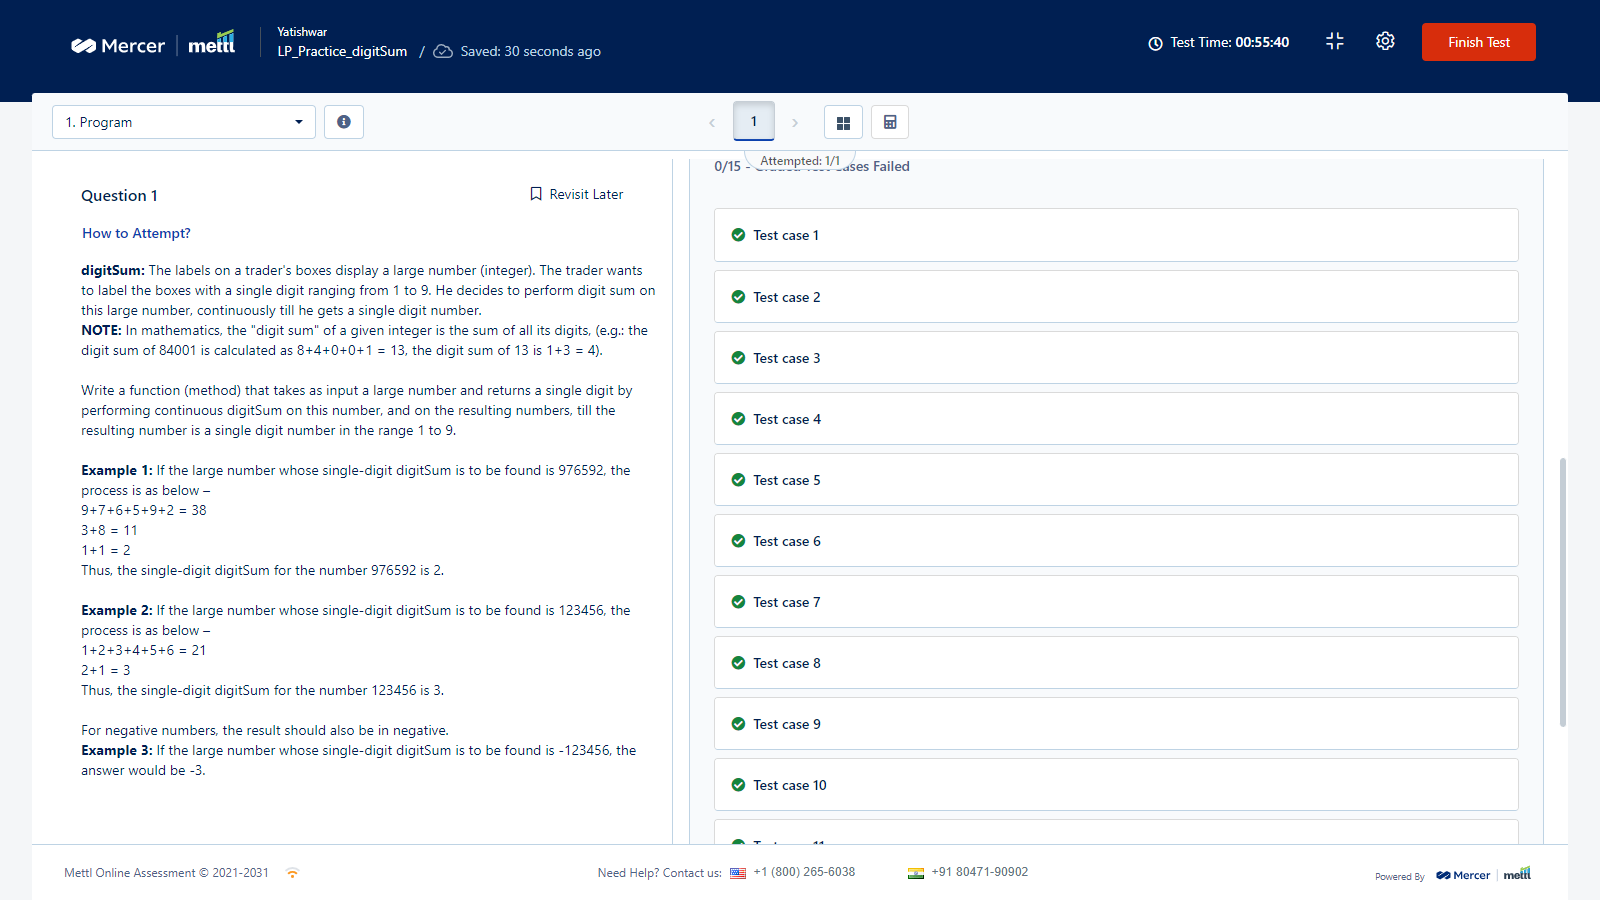 Mercer
mettl
Yatishwar
LP_Practice_digitSum / Saved: 30 seconds ago
Test Time: 00:55:40
Finish Test
1. Program
1
Attempted: 1/1
Question 1
Revisit Later
How to Attempt?
digitSum: The labels on a trader's boxes display a large number (integer). The trader wants
to label the boxes with a single digit ranging from 1 to 9. He decides to perform digit sum on
this large number, continuously till he gets a single digit number.
NOTE: In mathematics, the "digit sum" of a given integer is the sum of all its digits, (e.g.: the
digit sum of 84001 is calculated as 8+4+0+0+1 = 13, the digit sum of 13 is 1+3 = 4).
Write a function (method) that takes as input a large number and returns a single digit by
performing continuous digitSum on this number, and on the resulting numbers, till the
resulting number is a single digit number in the range 1 to 9.
Example 1: If the large number whose single-digit digitSum is to be found is 976592, the
process is as below –
9+7+6+5+9+2 = 38
3+8 = 11
1+1 = 2
Thus, the single-digit digitSum for the number 976592 is 2.
Example 2: If the large number whose single-digit digitSum is to be found is 123456, the
process is as below –
1+2+3+4+5+6 = 21
2+1 = 3
Thus, the single-digit digitSum for the number 123456 is 3.
For negative numbers, the result should also be in negative.
Example 3: If the large number whose single-digit digitSum is to be found is -123456, the
answer would be -3.
0/15 - Cases Failed
Test case 1
Test case 2
Test case 3
Test case 4
Test case 5
Test case 6
Test case 7
Test case 8
Test case 9
Test case 10
Mettl Online Assessment © 2021-2031
Need Help? Contact us: +1 (800) 265-6038
+91 80471-90902
Powered By Mercer mettl